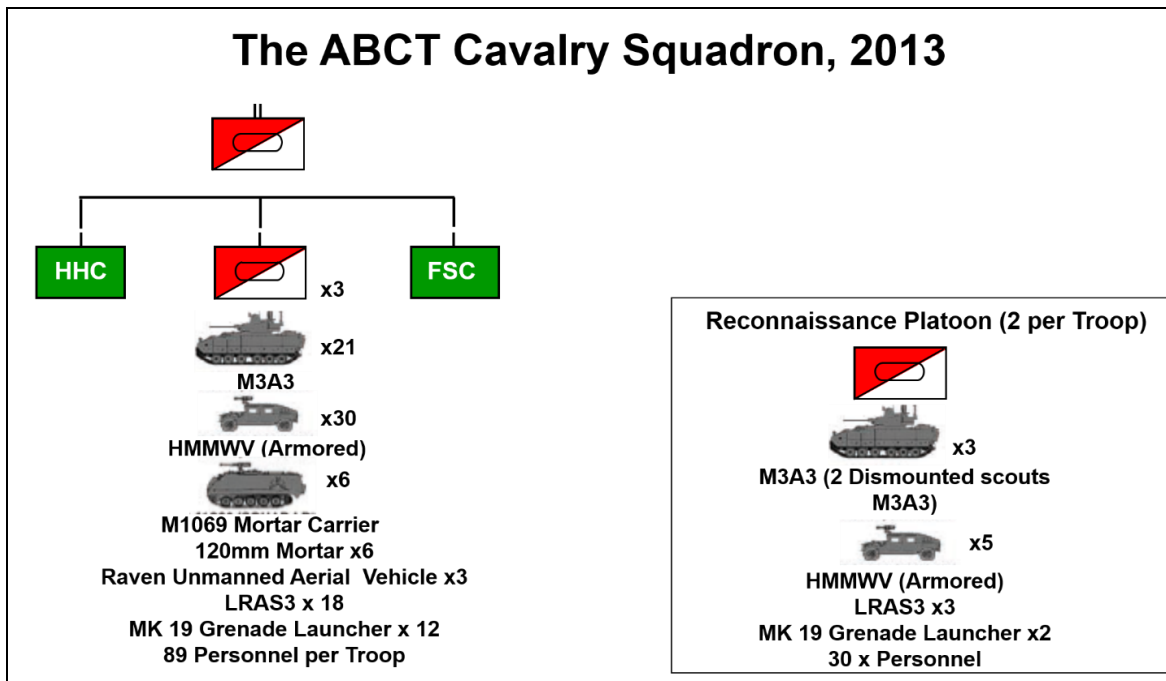 The ABCT Cavalry Squadron, 2013
HHC
x3
FSC
x21
M3A3
x30
HMMWV (Armored)
x6
M1069 Mortar Carrier
120mm Mortar x6
Raven Unmanned Aerial Vehicle x3
LRAS3 x 18
MK 19 Grenade Launcher x 12
89 Personnel per Troop
Reconnaissance Platoon (2 per Troop)
x3
M3A3 (2 Dismounted scouts
M3A3)
x5
HMMWV (Armored)
LRAS3 x3
MK 19 Grenade Launcher x2
30 x Personnel